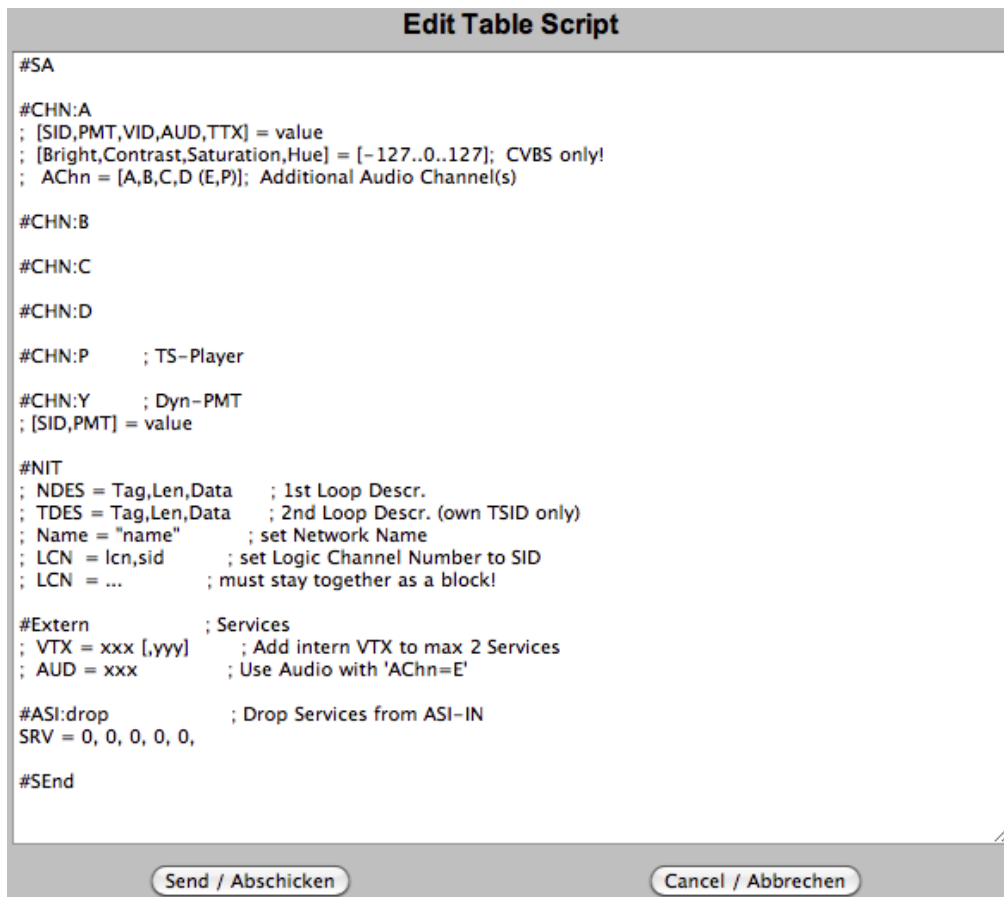 Edit Table Script
#SA
#CHN:A
; [SID,PMT,VID,AUD,TTX] = value
; [Bright,Contrast,Saturation,Hue] = [-127..0..127]; CVBS only!
; AChn = [A,B,C,D (E,P)]; Additional Audio Channel(s)
#CHN:B
#CHN:C
#CHN:D
#CHN:P ; TS-Player
#CHN:Y ; Dyn-PMT
; [SID,PMT] = value
#NIT
; NDES = Tag,Len,Data ; 1st Loop Descr.
; TDES = Tag,Len,Data ; 2nd Loop Descr. (own TSID only)
; Name = "name" ; set Network Name
; LCN = lcn,sid ; set Logic Channel Number to SID
; LCN = ... ; must stay together as a block!
#Extern ; Services
; VTX = xxx [,yyy] ; Add intern VTX to max 2 Services
; AUD = xxx ; Use Audio with 'AChn=E'
#ASI:drop ; Drop Services from ASI-IN
SRV = 0, 0, 0, 0, 0,
#SEnd
Send / Abschicken
Cancel / Abbrechen